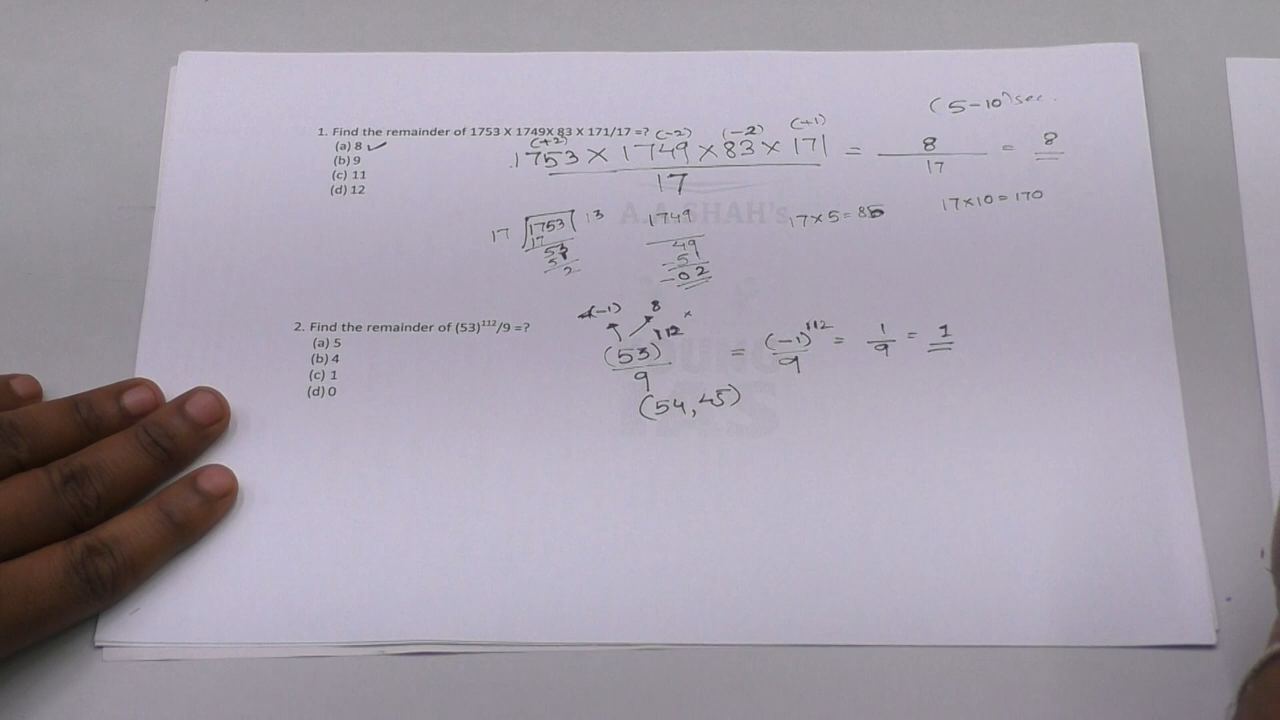 (5-10) sec.
1. Find the remainder of 1753 X 1749X 83 X 171/17 =?
(a) 8 ✓
(b) 9
(c) 11
(d) 12
(+2) (-2) (-2) (+1)
1753 × 1749 × 83 × 171 = 8 = 8
17 17
17 1753 13
17
53
51
2
1749
49
-51
-02
17×5=85
17×10=170
A.A SHAH's
YOUNG
IAS
2. Find the remainder of (53)¹¹²/9 =?
(a) 5
(b) 4
(c) 1
(d) 0
(-1) 8
(53)¹¹² = (-1)¹¹² = 1 = 1
9 9 9
(54, 45)